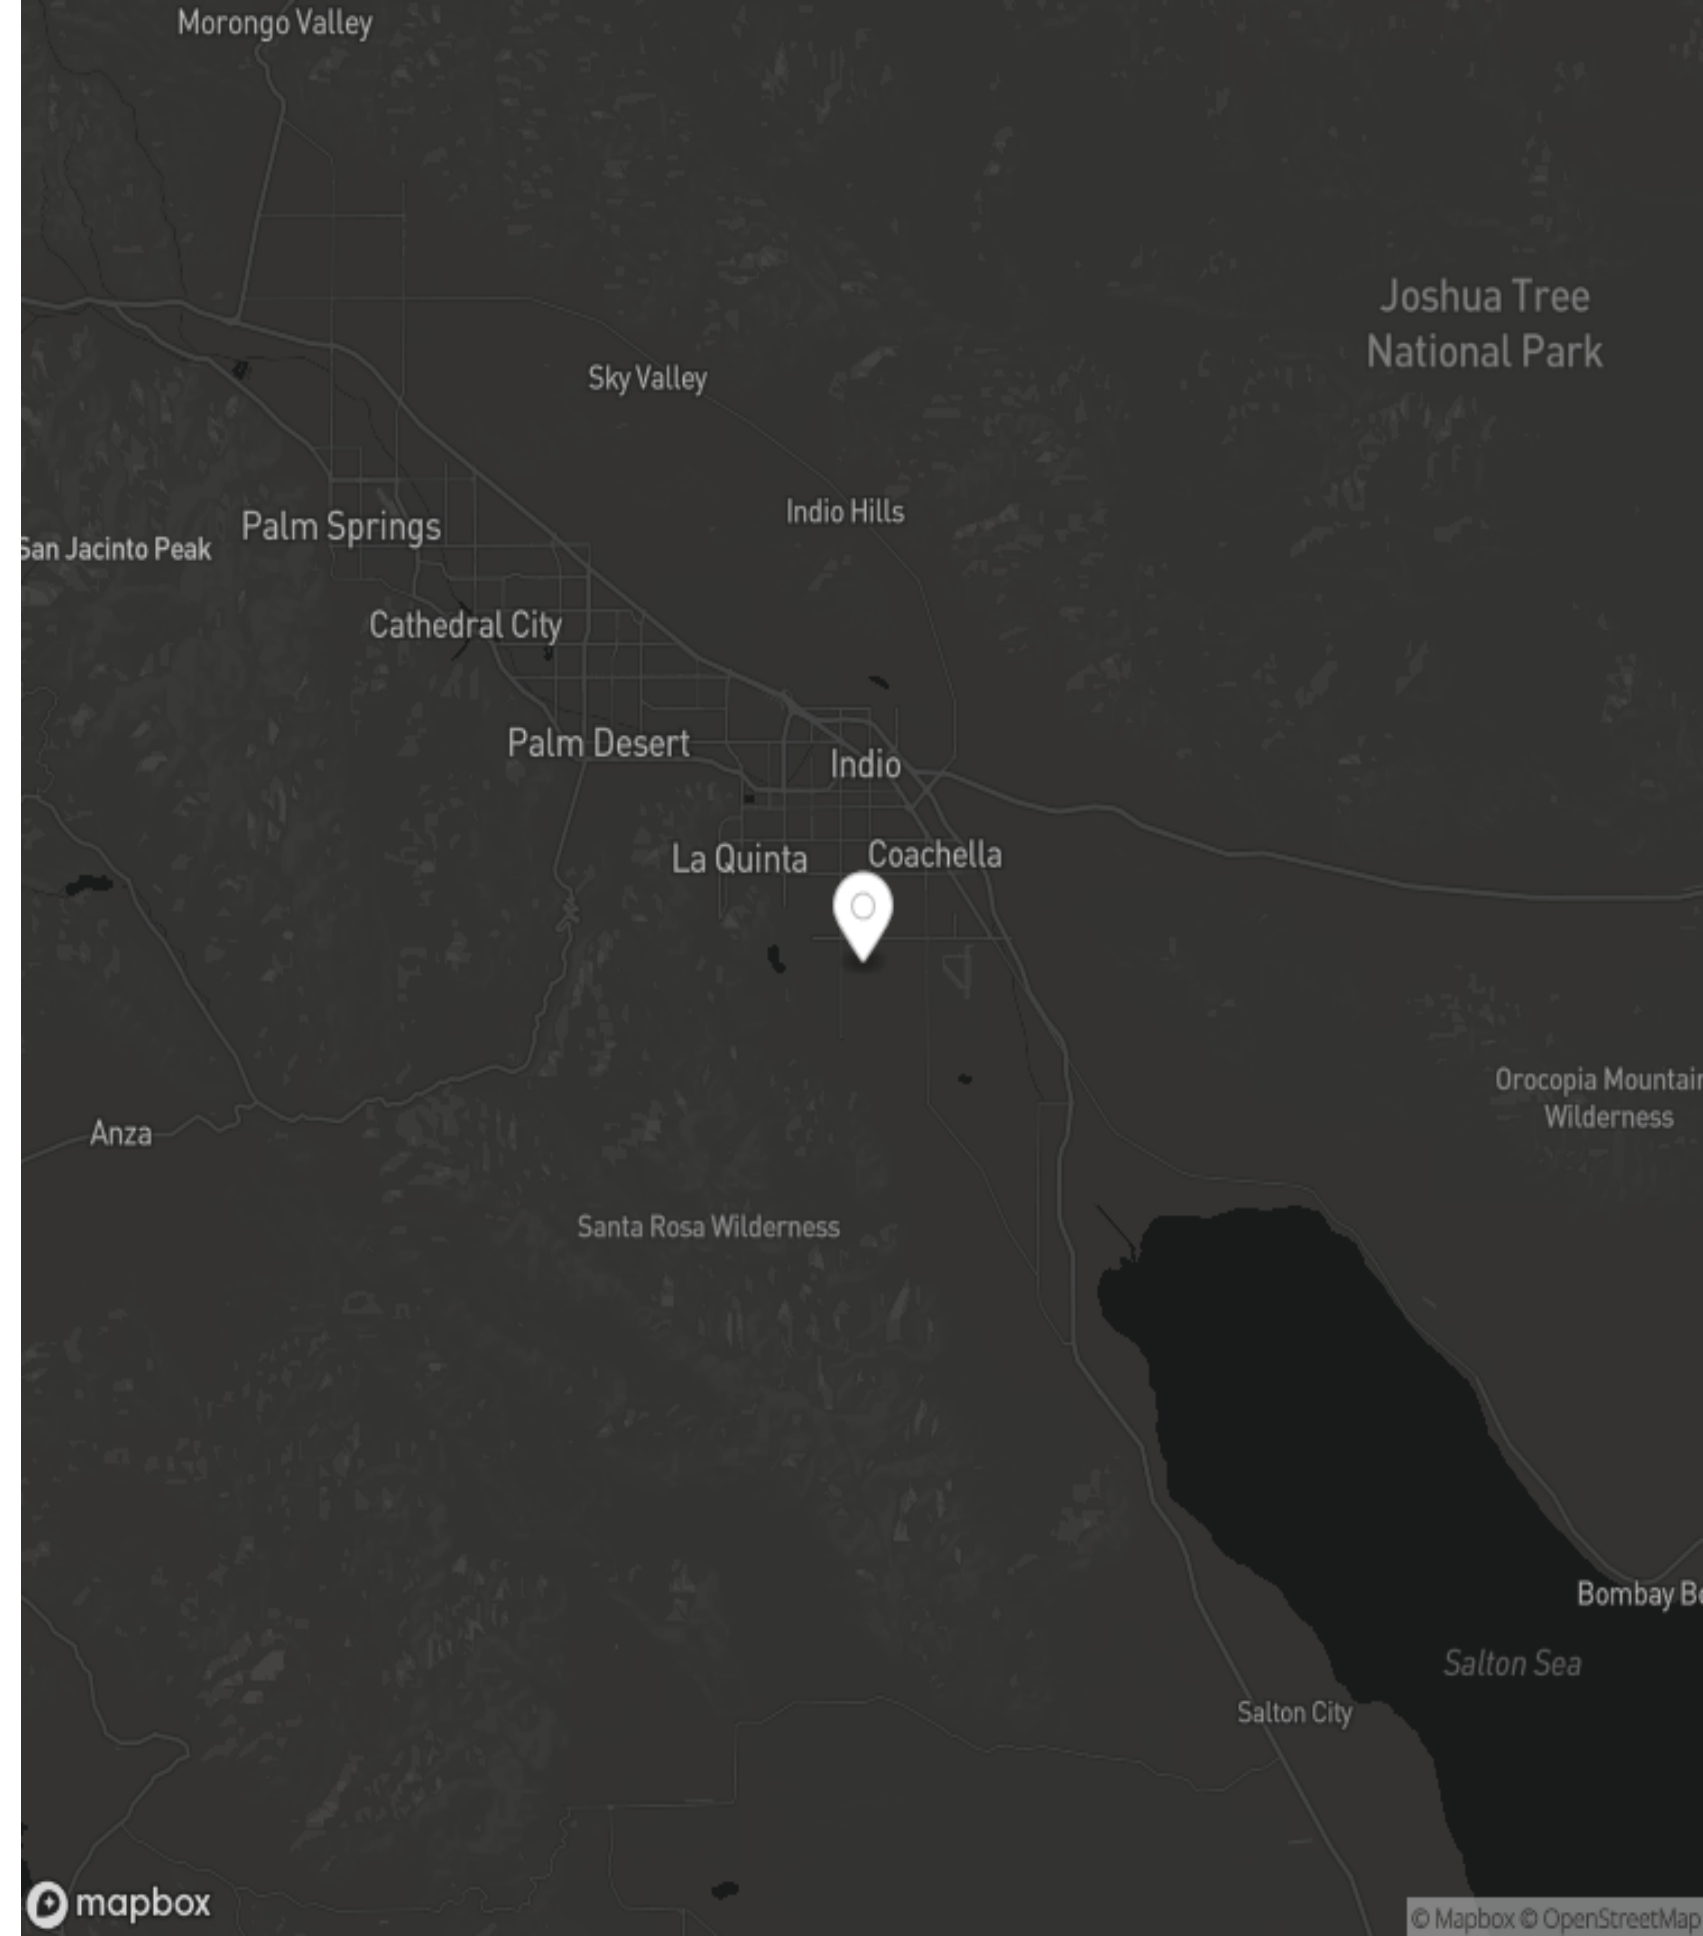 Morongo Valley
Joshua Tree
National Park
Sky Valley
Indio Hills
Palm Springs
San Jacinto Peak
Cathedral City
Palm Desert
Indio
La Quinta
Coachella
Orocopia Mountain
Wilderness
Anza
Santa Rosa Wilderness
Bombay Be
Salton Sea
Salton City
mapbox
© Mapbox © OpenStreetMap